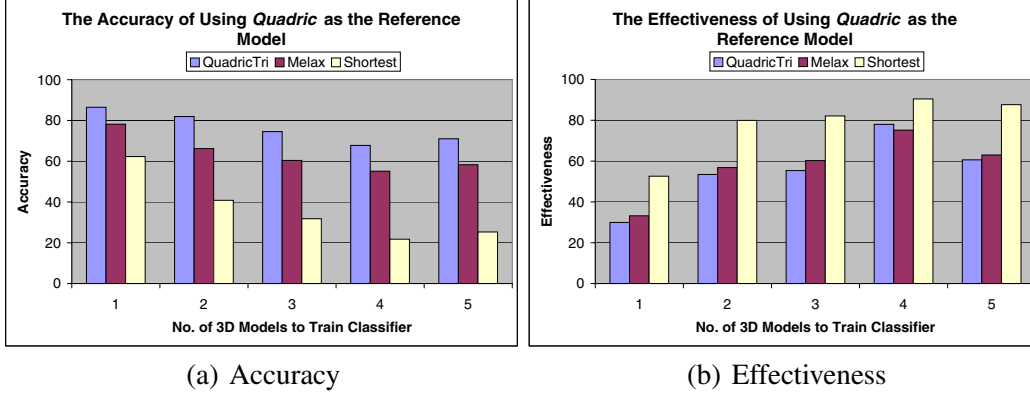 The Accuracy of Using Quadric as the Reference
Model
QuadricTri Melax Shortest
100
80
60
40
20
0
Accuracy
1 2 3 4 5
No. of 3D Models to Train Classifier
(a) Accuracy
The Effectiveness of Using Quadric as the
Reference Model
QuadricTri Melax Shortest
100
80
60
40
20
0
Effectiveness
1 2 3 4 5
No. of 3D Models to Train Classifier
(b) Effectiveness